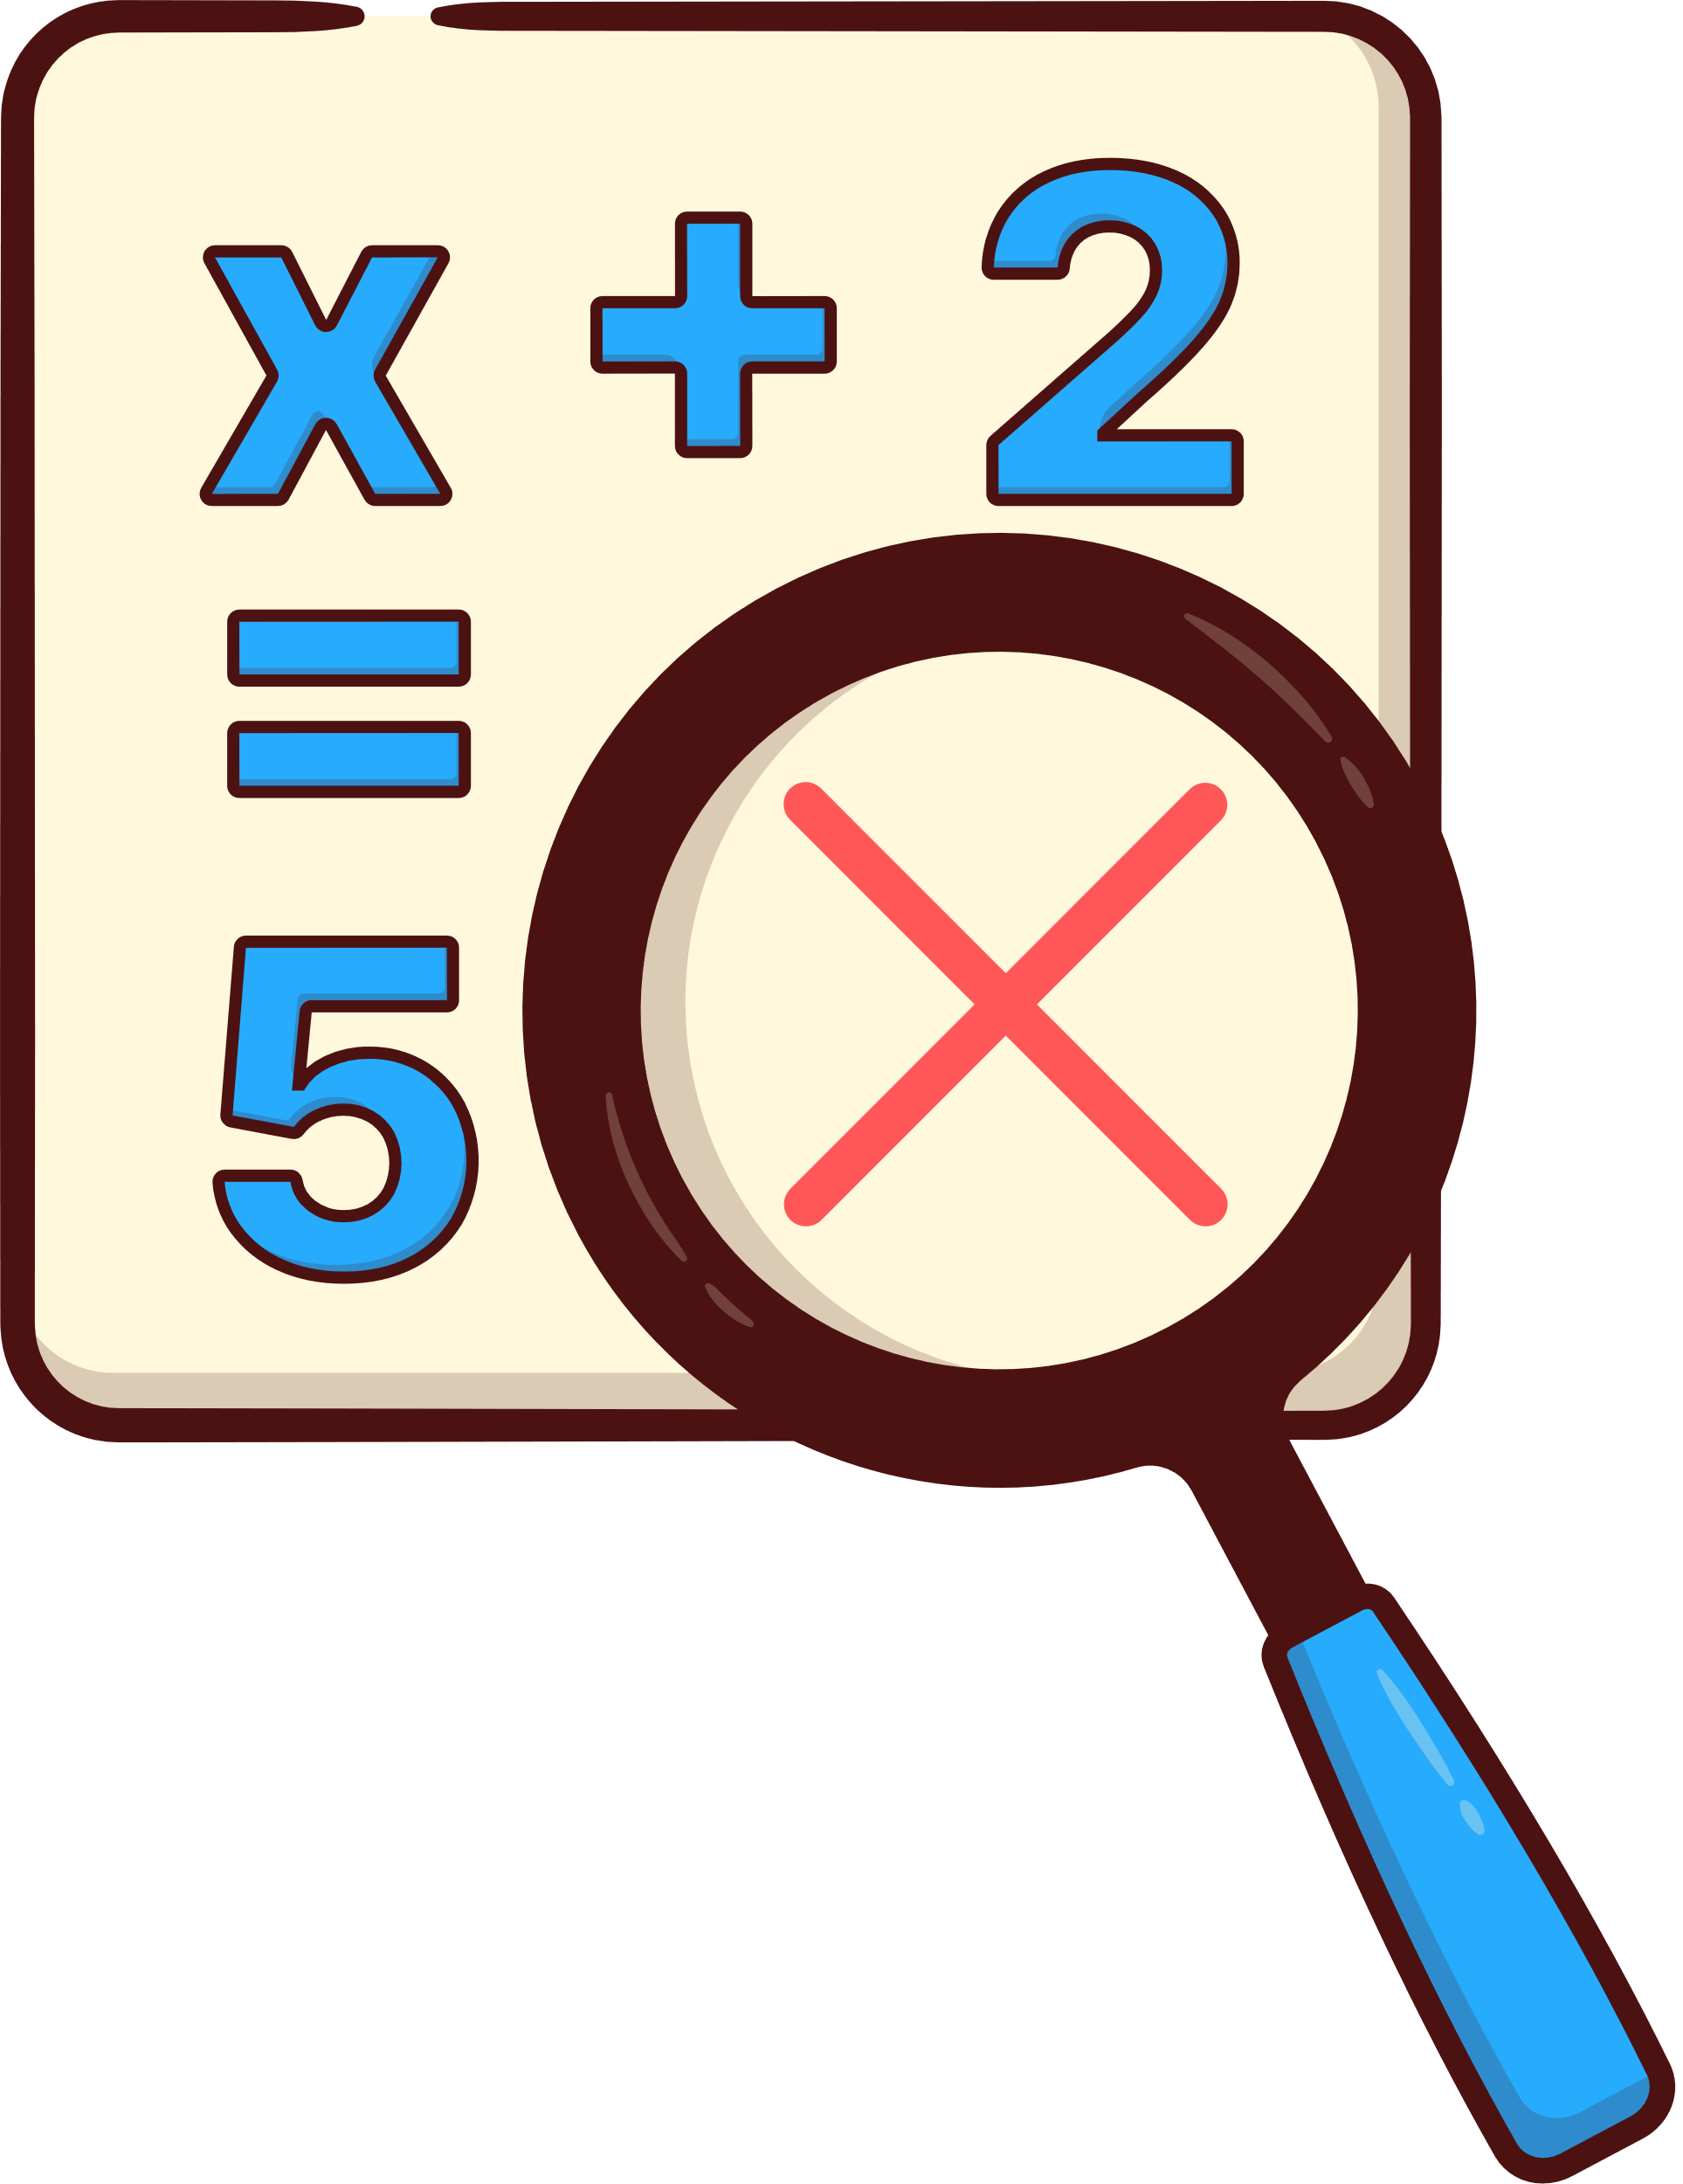 x + 2
=
5